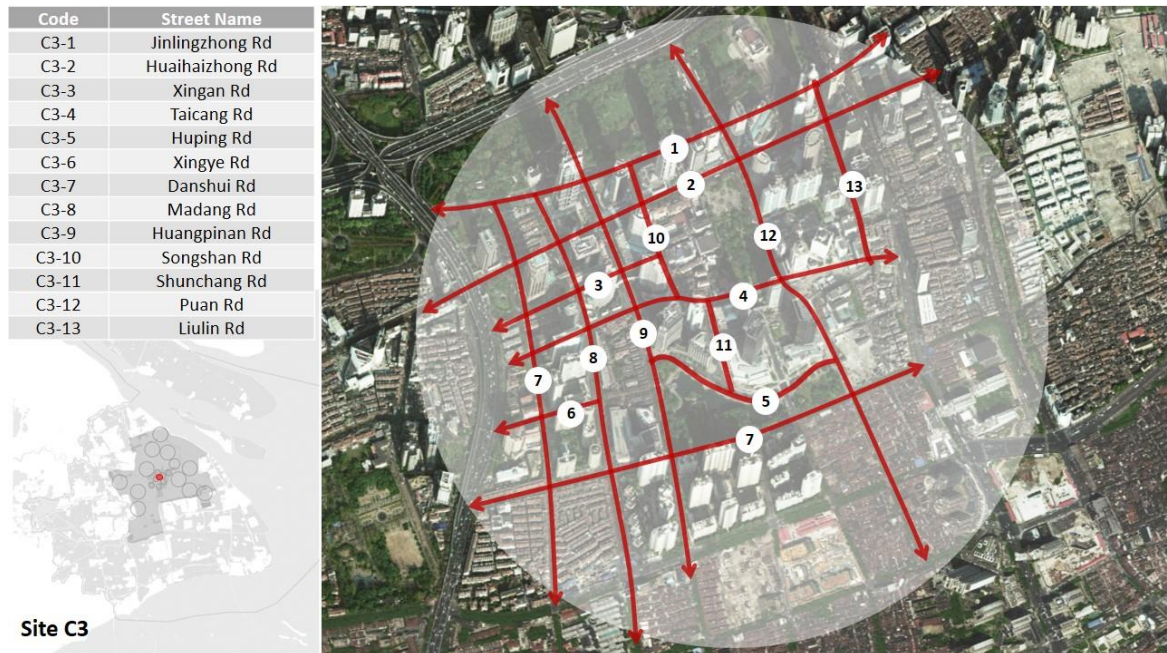 Code Street Name
C3-1 Jinlingzhong Rd
C3-2 Huaihaizhong Rd
C3-3 Xingan Rd
C3-4 Taicang Rd
C3-5 Huping Rd
C3-6 Xingye Rd
C3-7 Danshui Rd
C3-8 Madang Rd
C3-9 Huangpinan Rd
C3-10 Songshan Rd
C3-11 Shunchang Rd
C3-12 Puan Rd
C3-13 Liulin Rd
Site C3
1
2
13
10
12
3
4
9
11
8
7
5
6
7